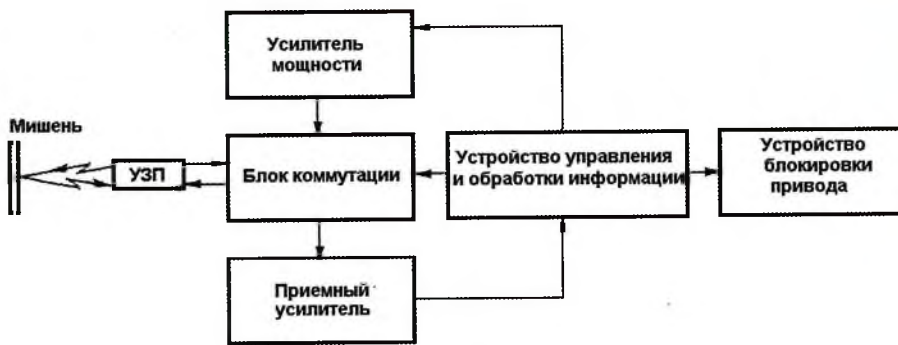 Усилитель
мощности
Мишень
УЗП
Блок коммутации
Устройство управления
и обработки информации
Устройство
блокировки
привода
Приемный
усилитель